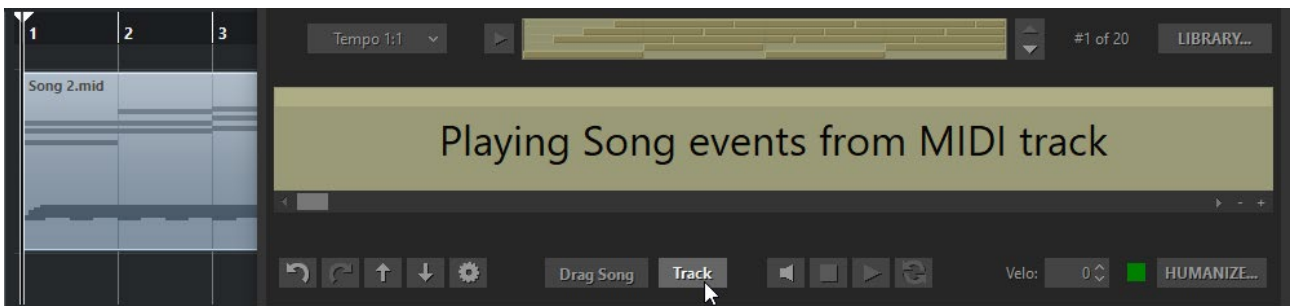 1 2 3
Tempo 1:1 #1 of 20 LIBRARY...
Song 2.mid
Playing Song events from MIDI track
- +
Drag Song Track Velo: 0 HUMANIZE...